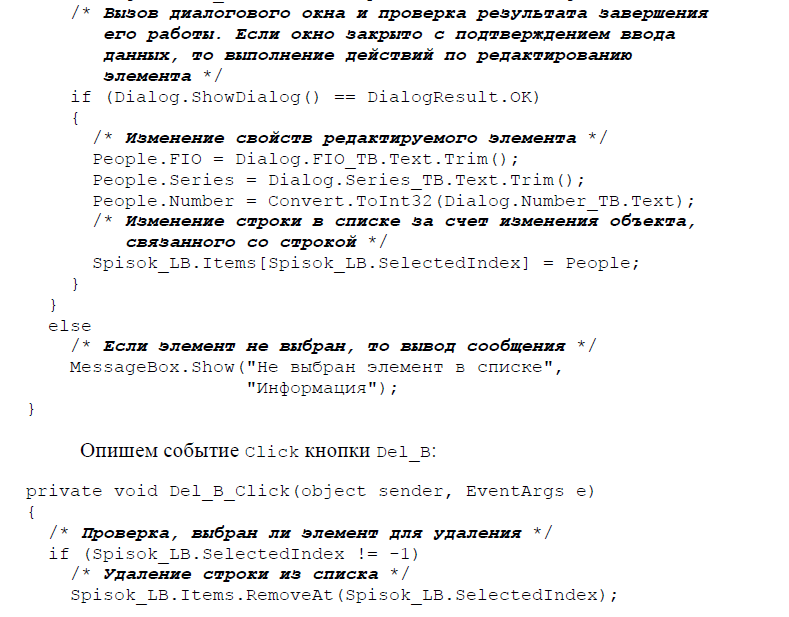 /* Вызов диалогового окна и проверка результата завершения
его работы. Если окно закрыто с подтверждением ввода
данных, то выполнение действий по редактированию
элемента */
if (Dialog.ShowDialog() == DialogResult.OK)
{
/* Изменение свойств редактируемого элемента */
People.FIO = Dialog.FIO_TB.Text.Trim();
People.Series = Dialog.Series_TB.Text.Trim();
People.Number = Convert.ToInt32(Dialog.Number_TB.Text);
/* Изменение строки в списке за счет изменения объекта,
связанного со строкой */
Spisok_LB.Items[Spisok_LB.SelectedIndex] = People;
}
}
else
/* Если элемент не выбран, то вывод сообщения */
MessageBox.Show("Не выбран элемент в списке",
"Информация");
}
Опишем событие Click кнопки Del_B:
private void Del_B_Click(object sender, EventArgs e)
{
/* Проверка, выбран ли элемент для удаления */
if (Spisok_LB.SelectedIndex != -1)
/* Удаление строки из списка */
Spisok_LB.Items.RemoveAt(Spisok_LB.SelectedIndex);